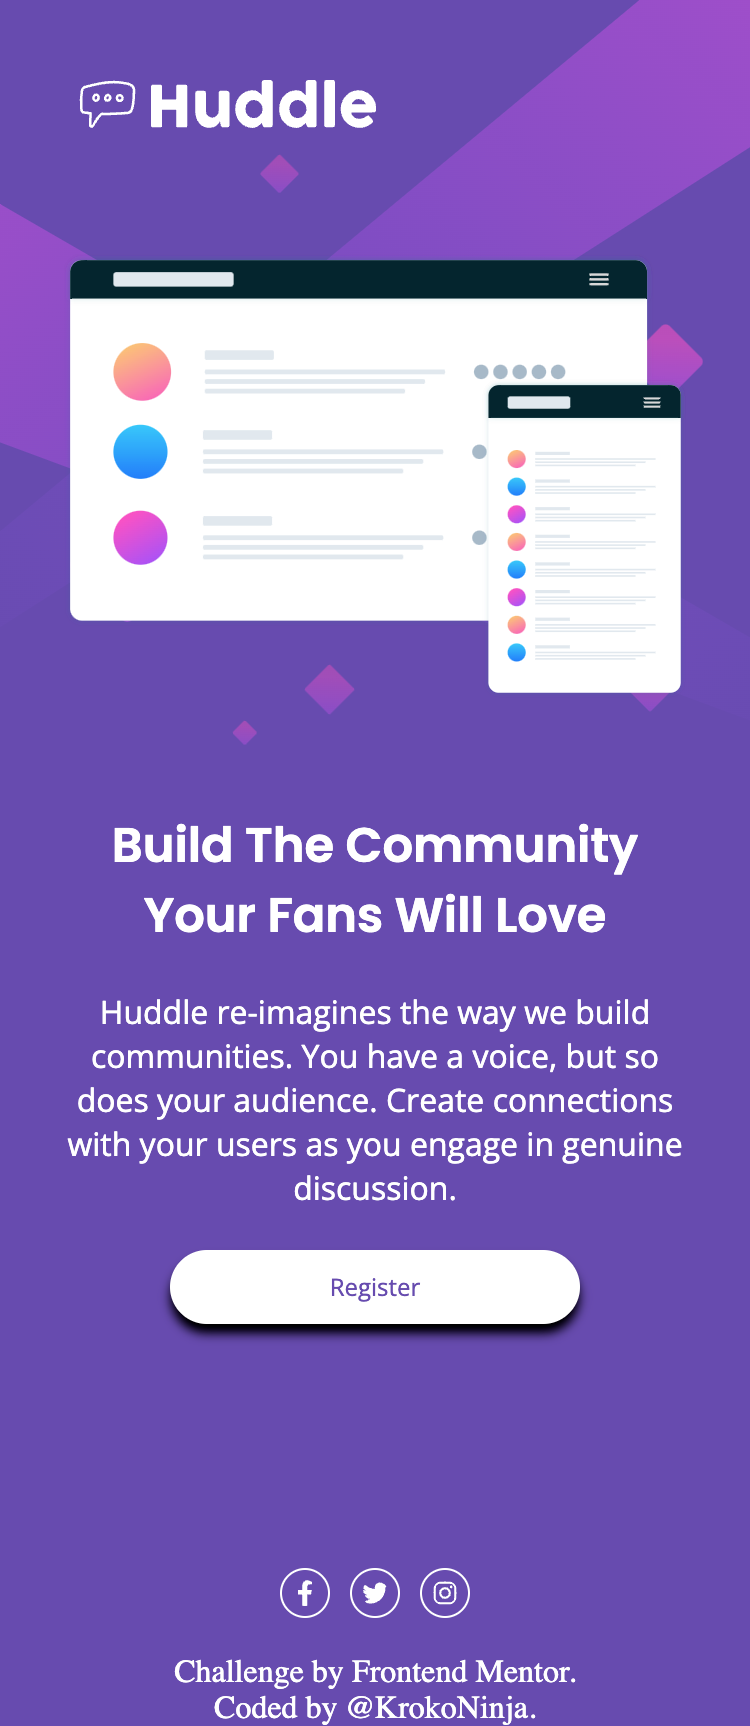 Huddle
Build The Community
Your Fans Will Love
Huddle re-imagines the way we build
communities. You have a voice, but so
does your audience. Create connections
with your users as you engage in genuine
discussion.
Register
Challenge by Frontend Mentor.
Coded by @KrokoNinja.